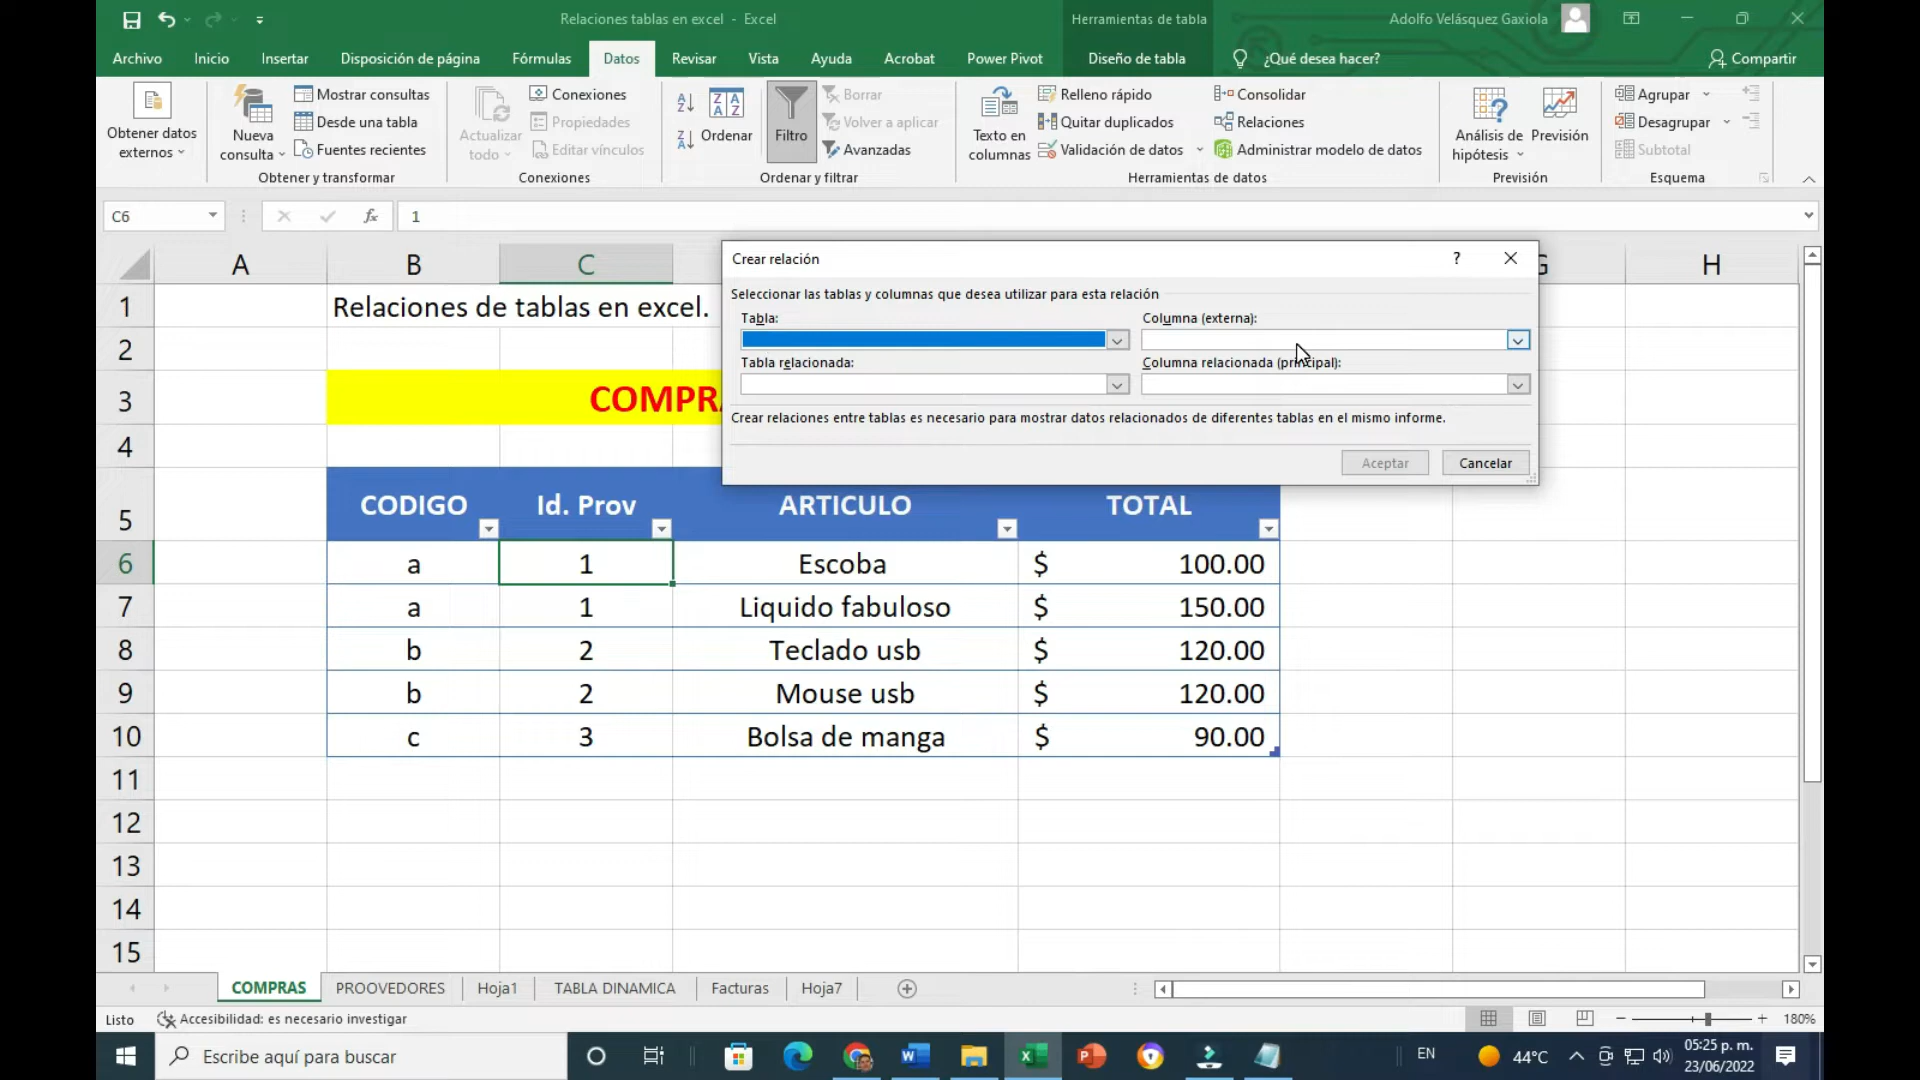 Relaciones tablas en excel - Excel
Herramientas de tabla
Adolfo Velásquez Gaxiola
Archivo Inicio Insertar Disposición de página Fórmulas Datos Revisar Vista Ayuda Acrobat Power Pivot Diseño de tabla ¿Qué desea hacer? Compartir
Obtener datos externos
Nueva consulta
Mostrar consultas
Desde una tabla
Fuentes recientes
Obtener y transformar
Actualizar todo
Conexiones
Propiedades
Editar vínculos
Conexiones
Ordenar
Filtro
Borrar
Volver a aplicar
Avanzadas
Ordenar y filtrar
Texto en columnas
Relleno rápido
Quitar duplicados
Validación de datos
Consolidar
Relaciones
Administrar modelo de datos
Herramientas de datos
Análisis de hipótesis
Previsión
Previsión
Agrupar
Desagrupar
Subtotal
Esquema
C6 fx 1
A B C G H
Crear relación ?
Seleccionar las tablas y columnas que desea utilizar para esta relación
Tabla: Columna (externa):
Tabla relacionada: Columna relacionada (principal):
Crear relaciones entre tablas es necesario para mostrar datos relacionados de diferentes tablas en el mismo informe.
Aceptar Cancelar
1 Relaciones de tablas en excel.
2
3 COMPRA
4
5 CODIGO Id. Prov ARTICULO TOTAL
6 a 1 Escoba $ 100.00
7 a 1 Liquido fabuloso $ 150.00
8 b 2 Teclado usb $ 120.00
9 b 2 Mouse usb $ 120.00
10 c 3 Bolsa de manga $ 90.00
11
12
13
14
15
COMPRAS PROOVEDORES Hoja1 TABLA DINAMICA Facturas Hoja7
Listo Accesibilidad: es necesario investigar 180%
Escribe aquí para buscar
EN 44°C 05:25 p. m.
23/06/2022